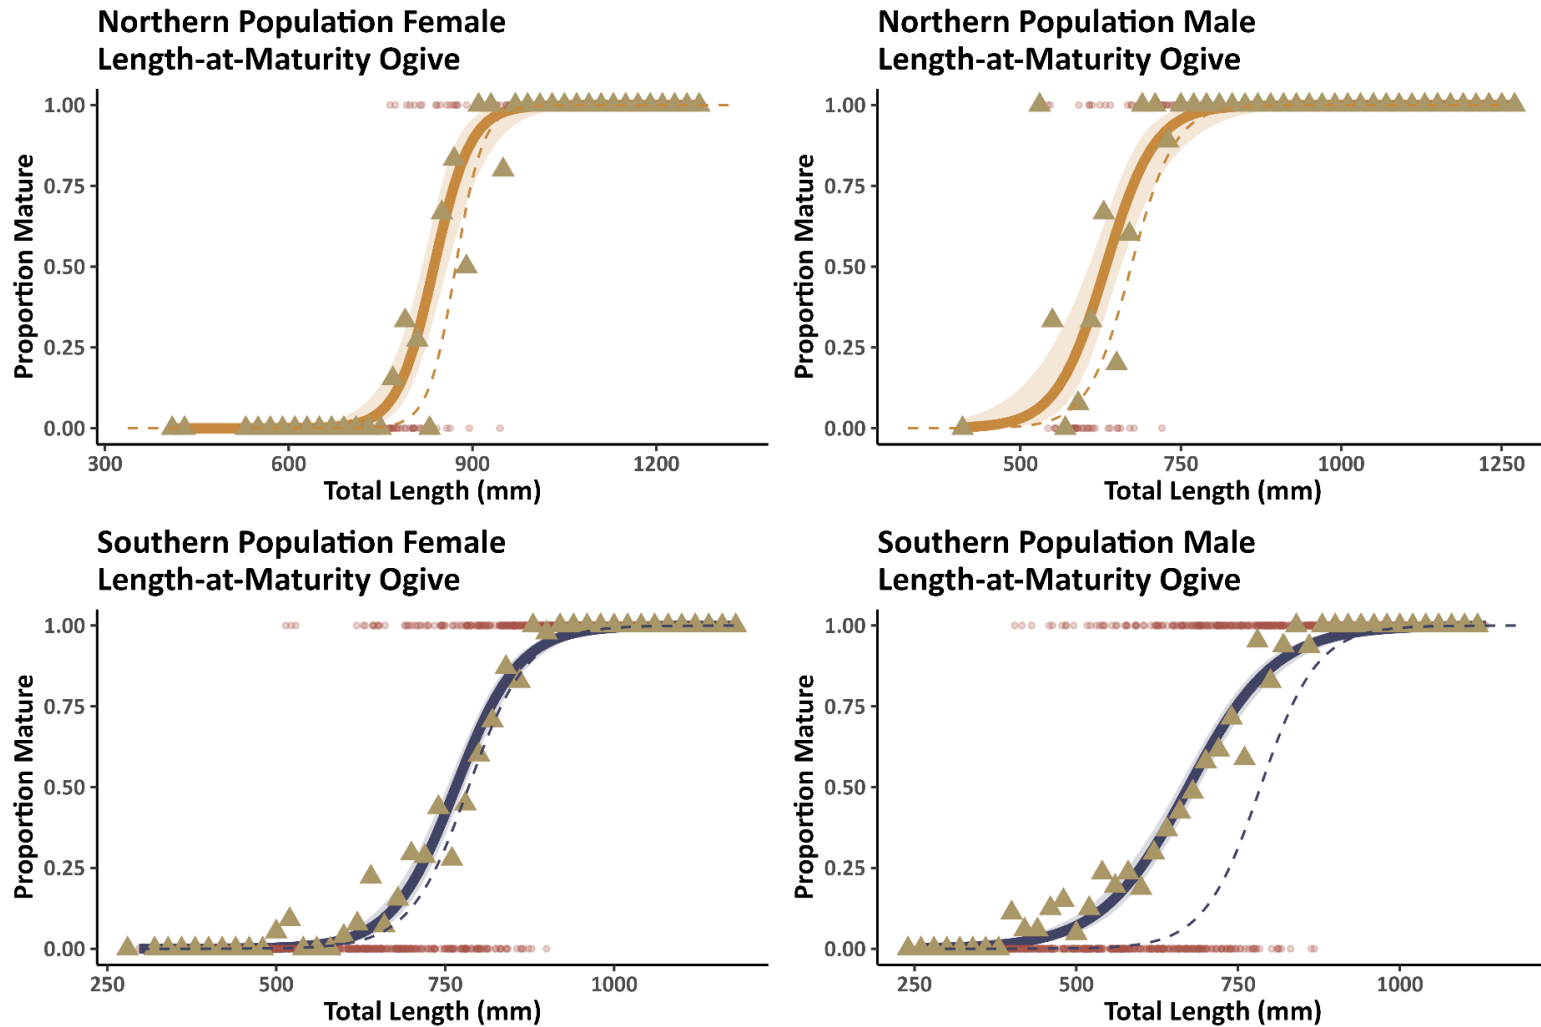 Northern Population Female
Length-at-Maturity Ogive
Proportion Mature
1.00
0.75
0.50
0.25
0.00
300
600
900
1200
Total Length (mm)
Northern Population Male
Length-at-Maturity Ogive
Proportion Mature
1.00
0.75
0.50
0.25
0.00
500
750
1000
1250
Total Length (mm)
Southern Population Female
Length-at-Maturity Ogive
Proportion Mature
1.00
0.75
0.50
0.25
0.00
250
500
750
1000
Total Length (mm)
Southern Population Male
Length-at-Maturity Ogive
Proportion Mature
1.00
0.75
0.50
0.25
0.00
250
500
750
1000
Total Length (mm)